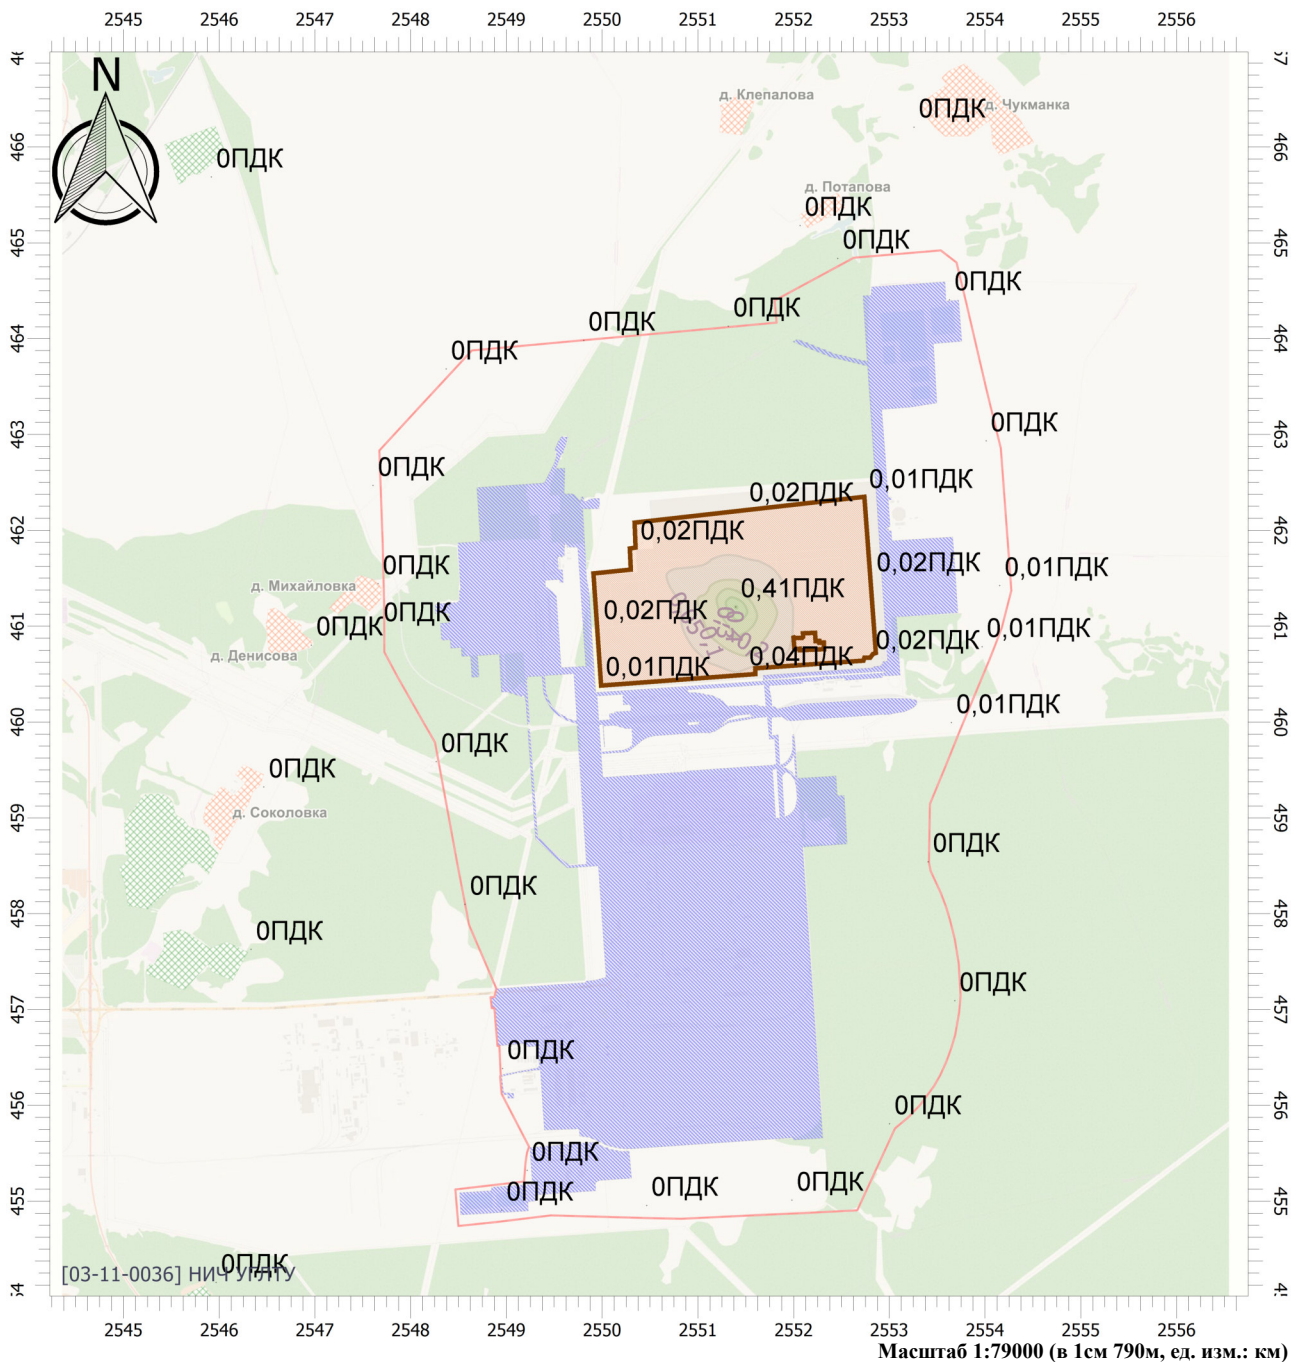 2545 2546 2547 2548 2549 2550 2551 2552 2553 2554 2555 2556
N
д. Клепалова
0ПДК
д. Чукманка
466
0ПДК
466
д. Потапова
0ПДК
465
0ПДК
465
0ПДК
464
0ПДК
0ПДК
464
0ПДК
463
0ПДК
463
0ПДК
0,01ПДК
0,02ПДК
462
0,02ПДК
462
0ПДК
0,02ПДК
0,01ПДК
д. Михайловка
0,41ПДК
0ПДК
0,02ПДК
461
0ПДК
0,01ПДК
461
0,02ПДК
д. Денисова
0,01ПДК
0,04ПДК
460
0,01ПДК
460
0ПДК
0ПДК
459
д. Соколовка
459
0ПДК
0ПДК
458
0ПДК
458
457
0ПДК
457
0ПДК
456
0ПДК
456
0ПДК
455
0ПДК
0ПДК
0ПДК
455
0ПДК
[03-11-0036] НИЧ УГЛТУ
2545 2546 2547 2548 2549 2550 2551 2552 2553 2554 2555 2556
Масштаб 1:79000 (в 1см 790м, ед. изм.: км)